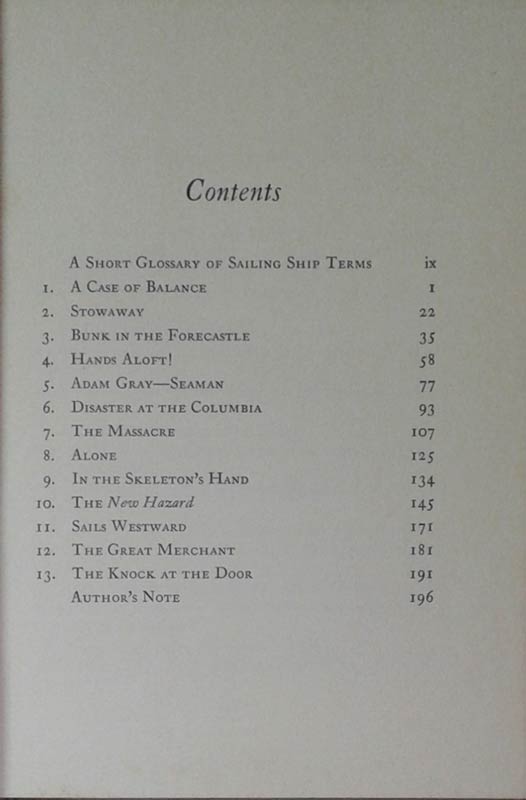 Contents
A Short Glossary of Sailing Ship Terms ix
1. A Case of Balance 1
2. Stowaway 22
3. Bunk in the Forecastle 35
4. Hands Aloft! 58
5. Adam Gray—Seaman 77
6. Disaster at the Columbia 93
7. The Massacre 107
8. Alone 125
9. In the Skeleton's Hand 134
10. The New Hazard 145
11. Sails Westward 171
12. The Great Merchant 181
13. The Knock at the Door 191
Author's Note 196